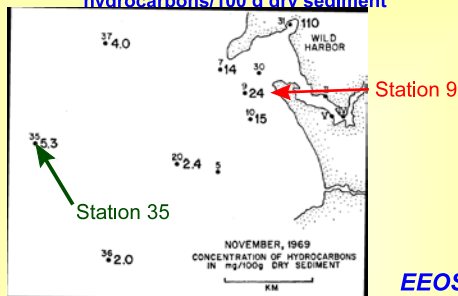 hydrocarbons/100 g dry sediment
31 110
37 4.0
WILD
HARBOR
7 14
30
9 24
Station 9
10 15
V
35 5.3
20 2.4
5
Station 35
NOVEMBER, 1969
36 2.0
CONCENTRATION OF HYDROCARBONS
IN mg/100g DRY SEDIMENT
KM
EEOS